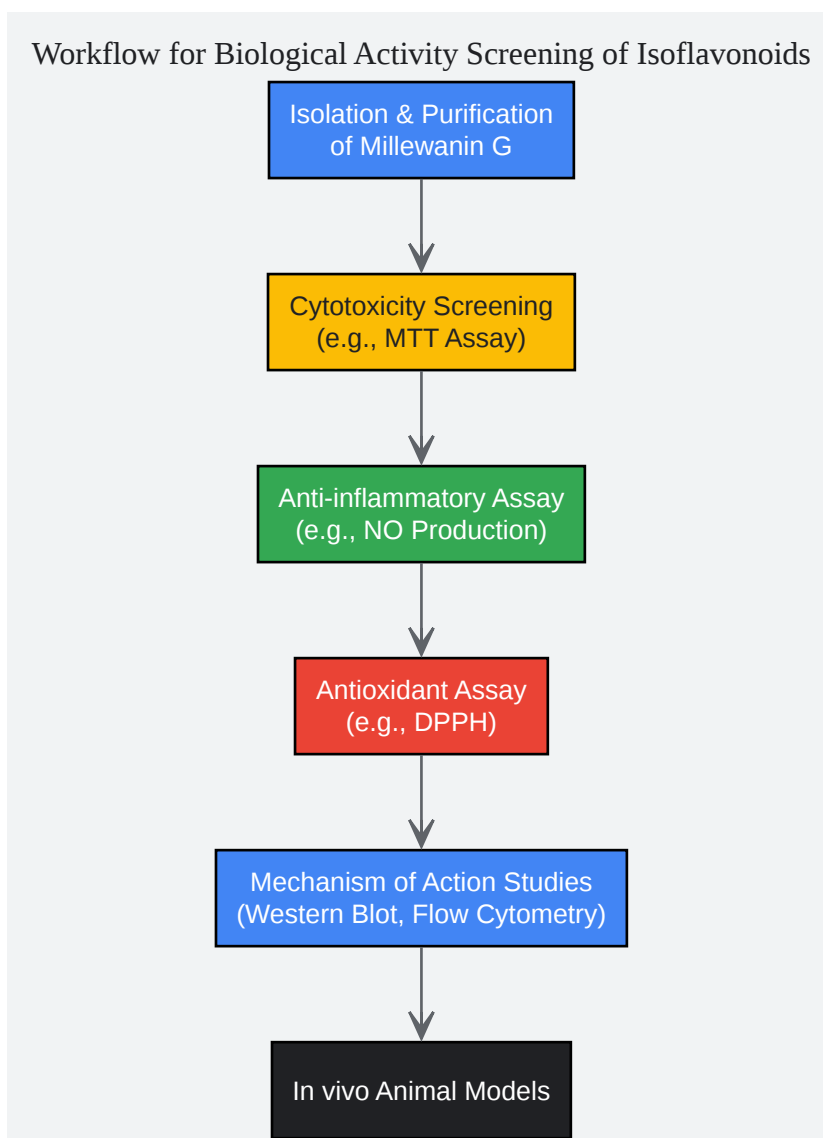 Workflow for Biological Activity Screening of Isoflavonoids
Isolation & Purification
of Millewanin G
Cytotoxicity Screening
(e.g., MTT Assay)
Anti-inflammatory Assay
(e.g., NO Production)
Antioxidant Assay
(e.g., DPPH)
Mechanism of Action Studies
(Western Blot, Flow Cytometry)
In vivo Animal Models